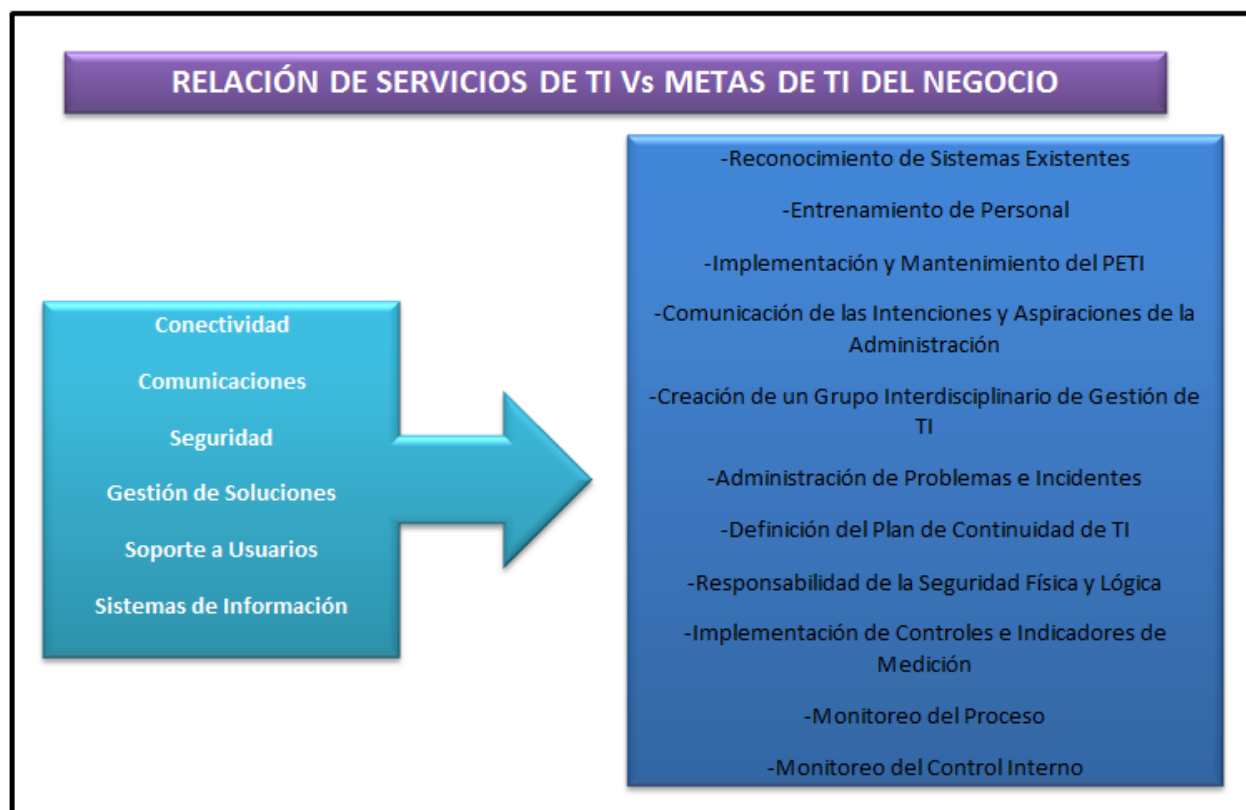 RELACIÓN DE SERVICIOS DE TI Vs METAS DE TI DEL NEGOCIO
Conectividad
Comunicaciones
Seguridad
Gestión de Soluciones
Soporte a Usuarios
Sistemas de Información
-Reconocimiento de Sistemas Existentes
-Entrenamiento de Personal
-Implementación y Mantenimiento del PETI
-Comunicación de las Intenciones y Aspiraciones de la
Administración
-Creación de un Grupo Interdisciplinario de Gestión de
TI
-Administración de Problemas e Incidentes
-Definición del Plan de Continuidad de TI
-Responsabilidad de la Seguridad Física y Lógica
-Implementación de Controles e Indicadores de
Medición
-Monitoreo del Proceso
-Monitoreo del Control Interno